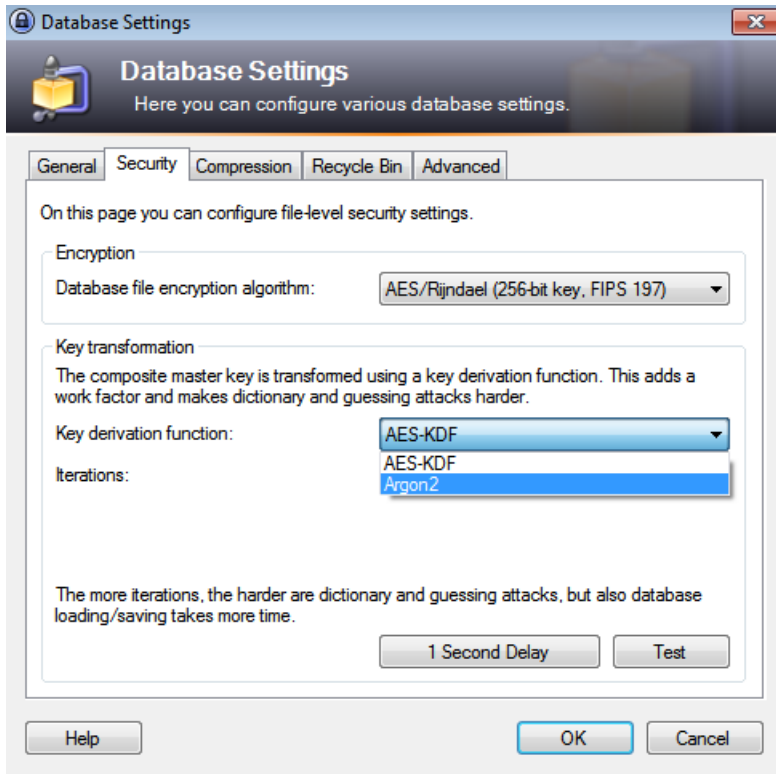 Database Settings
Database Settings
Here you can configure various database settings.
General Security Compression Recycle Bin Advanced
On this page you can configure file-level security settings.
Encryption
Database file encryption algorithm: AES/Rijndael (256-bit key, FIPS 197)
Key transformation
The composite master key is transformed using a key derivation function. This adds a
work factor and makes dictionary and guessing attacks harder.
Key derivation function: AES-KDF
AES-KDF
Iterations:
Argon2
The more iterations, the harder are dictionary and guessing attacks, but also database
loading/saving takes more time.
1 Second Delay Test
Help OK Cancel